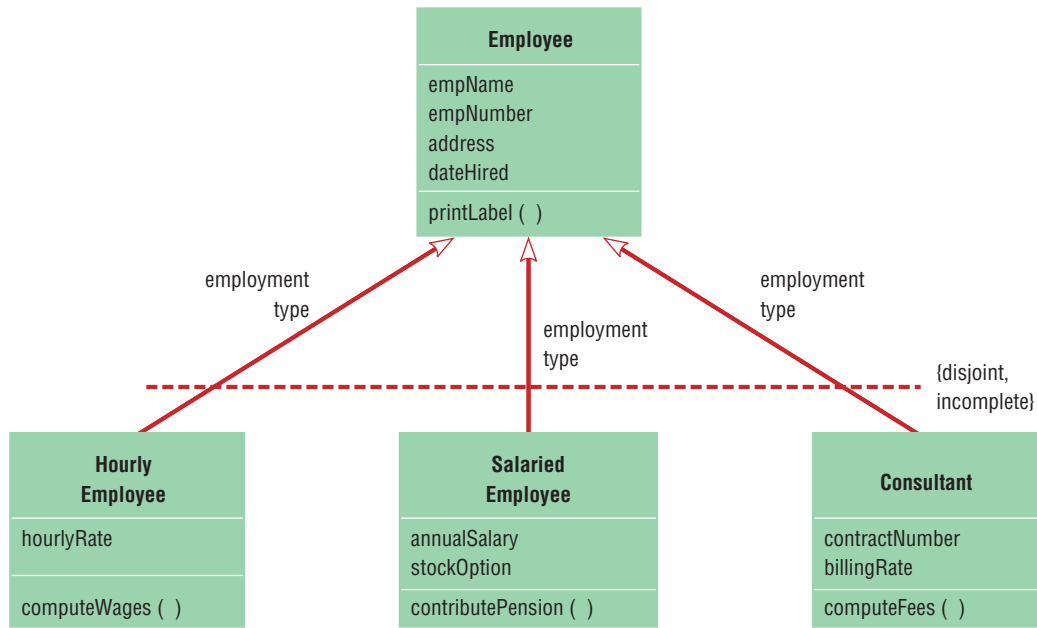 Employee
empName
empNumber
address
dateHired
printLabel ( )
employment
type
employment
type
employment
type
{disjoint,
incomplete}
Hourly
Employee
hourlyRate
computeWages ( )
Salaried
Employee
annualSalary
stockOption
contributePension ( )
Consultant
contractNumber
billingRate
computeFees ( )